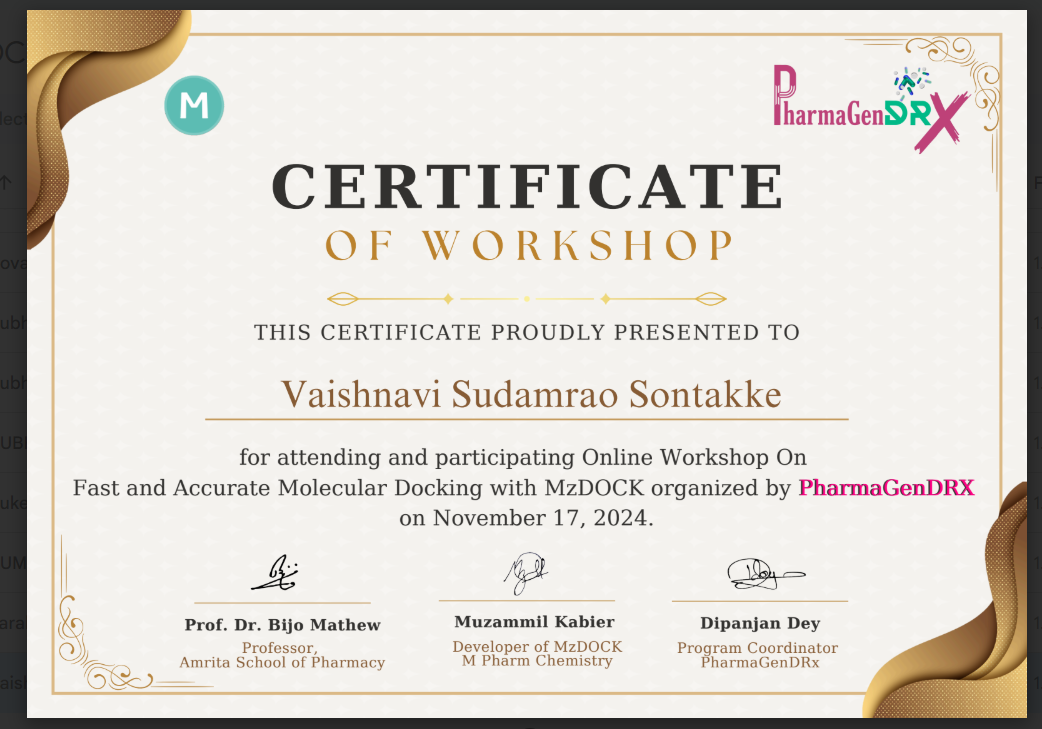 M
PharmaGenDRX
CERTIFICATE
OF WORKSHOP
THIS CERTIFICATE PROUDLY PRESENTED TO
Vaishnavi Sudamrao Sontakke
for attending and participating Online Workshop On
Fast and Accurate Molecular Docking with MzDOCK organized by PharmaGenDRX
on November 17, 2024.
Prof. Dr. Bijo Mathew
Professor,
Amrita School of Pharmacy
Muzammil Kabier
Developer of MzDOCK
M Pharm Chemistry
Dipanjan Dey
Program Coordinator
PharmaGenDRx